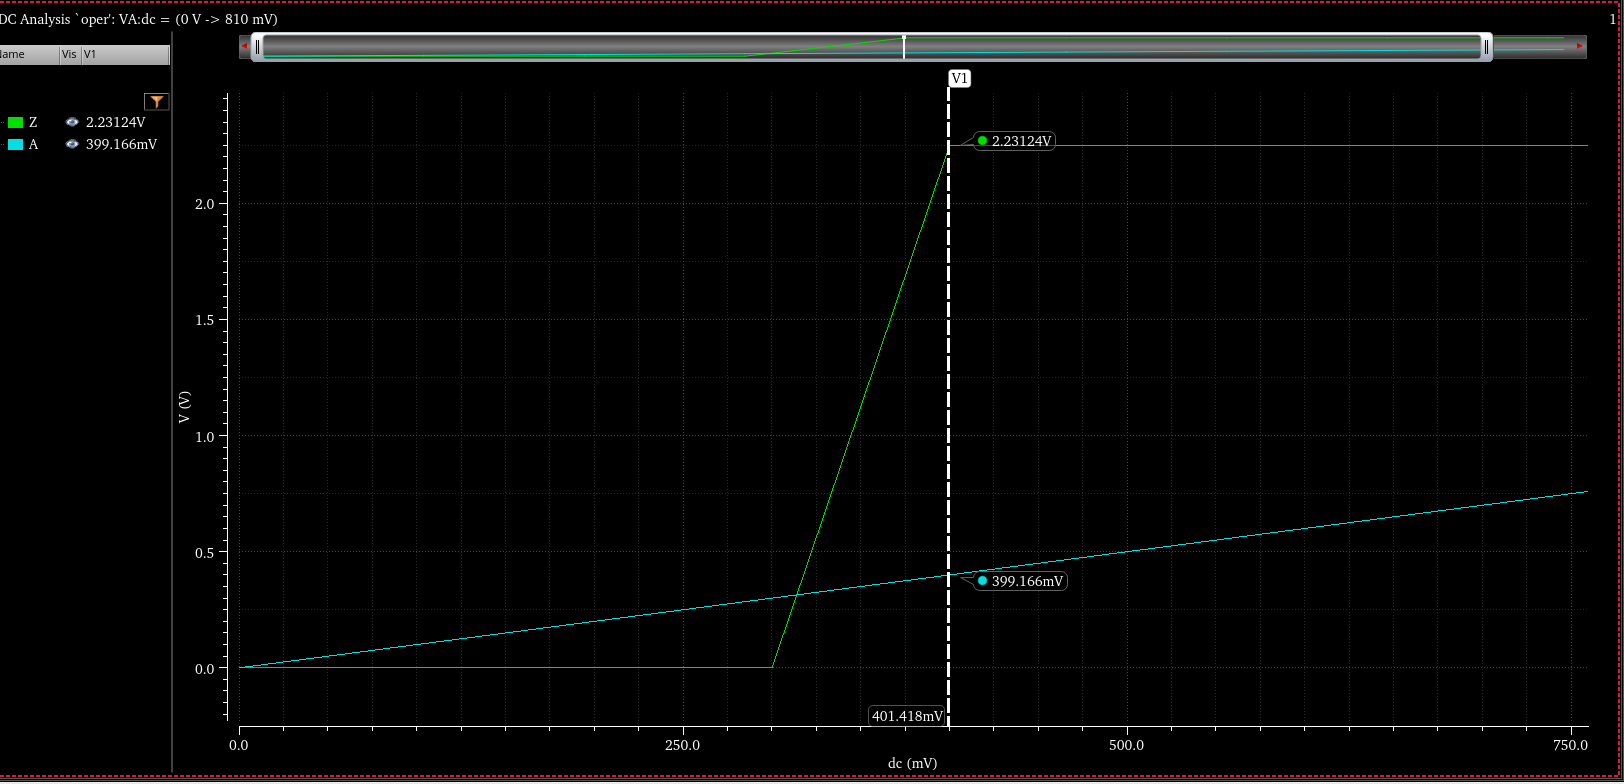 DC Analysis `oper': VA:dc = (0 V -> 810 mV)
1
Vis V1
Z 2.23124V
A 399.166mV
V1
2.23124V
399.166mV
401.418mV
V (V)
2.0
1.5
1.0
0.5
0.0
0.0 250.0 500.0 750.0
dc (mV)